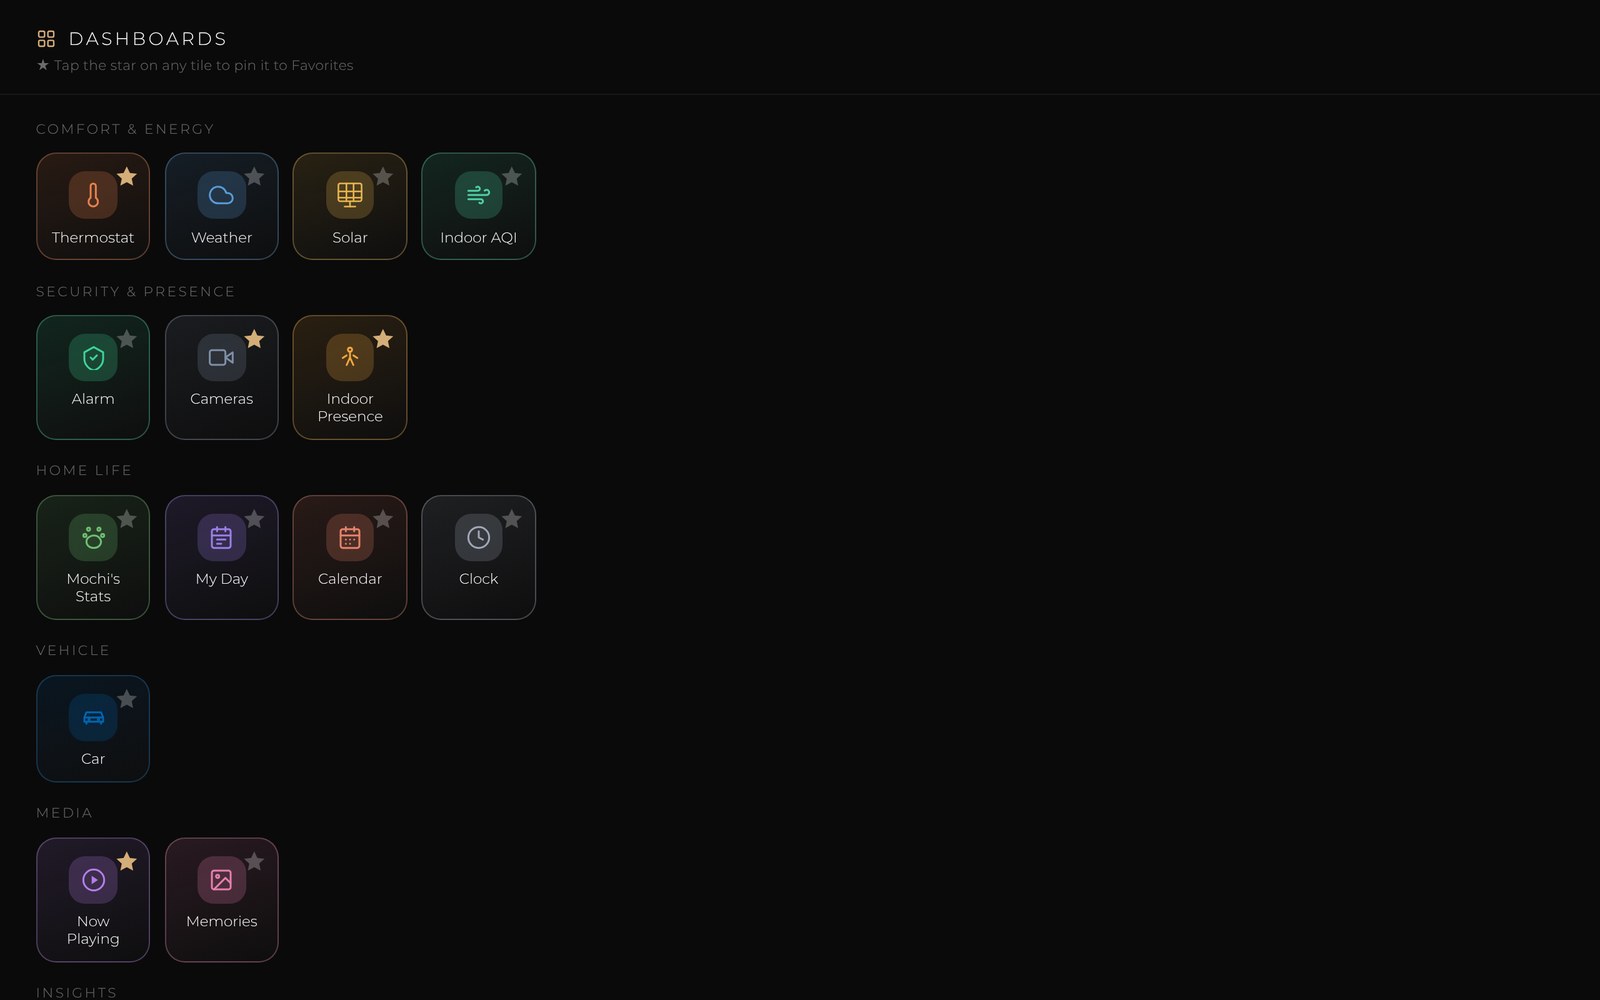 DASHBOARDS
★ Tap the star on any tile to pin it to Favorites
COMFORT & ENERGY
Thermostat
Weather
Solar
Indoor AQI
SECURITY & PRESENCE
Alarm
Cameras
Indoor
Presence
HOME LIFE
Mochi's
Stats
My Day
Calendar
Clock
VEHICLE
Car
MEDIA
Now
Playing
Memories
INSIGHTS